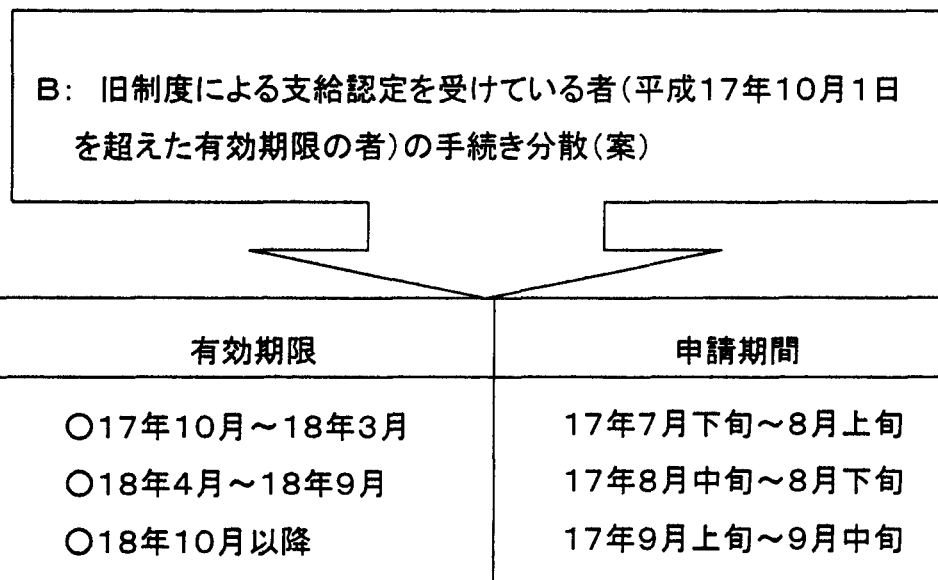 B: 旧制度による支給認定を受けている者(平成17年10月1日
を超えた有効期限の者)の手続き分散(案)
有効期限 申請期間
○17年10月~18年3月 17年7月下旬~8月上旬
○18年4月~18年9月 17年8月中旬~8月下旬
○18年10月以降 17年9月上旬~9月中旬